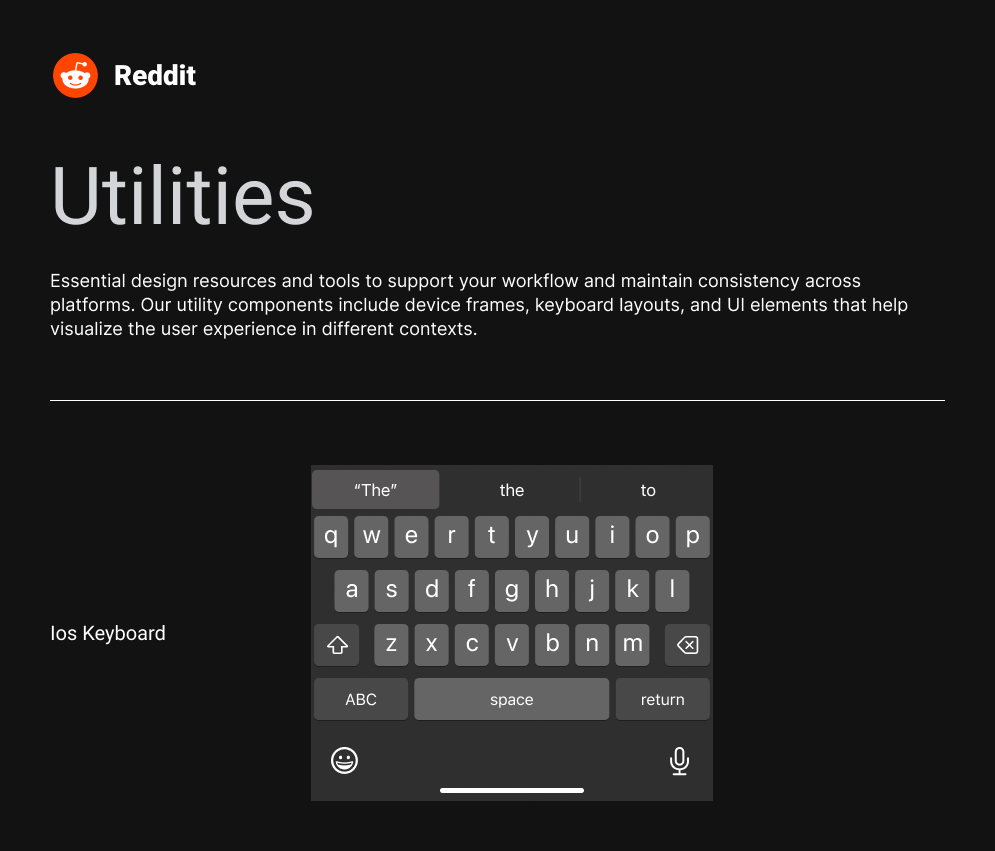 Reddit
Utilities
Essential design resources and tools to support your workflow and maintain consistency across
platforms. Our utility components include device frames, keyboard layouts, and UI elements that help
visualize the user experience in different contexts.
Ios Keyboard
“The” the to
q w e r t y u i o p
a s d f g h j k l
z x c v b n m
ABC space return